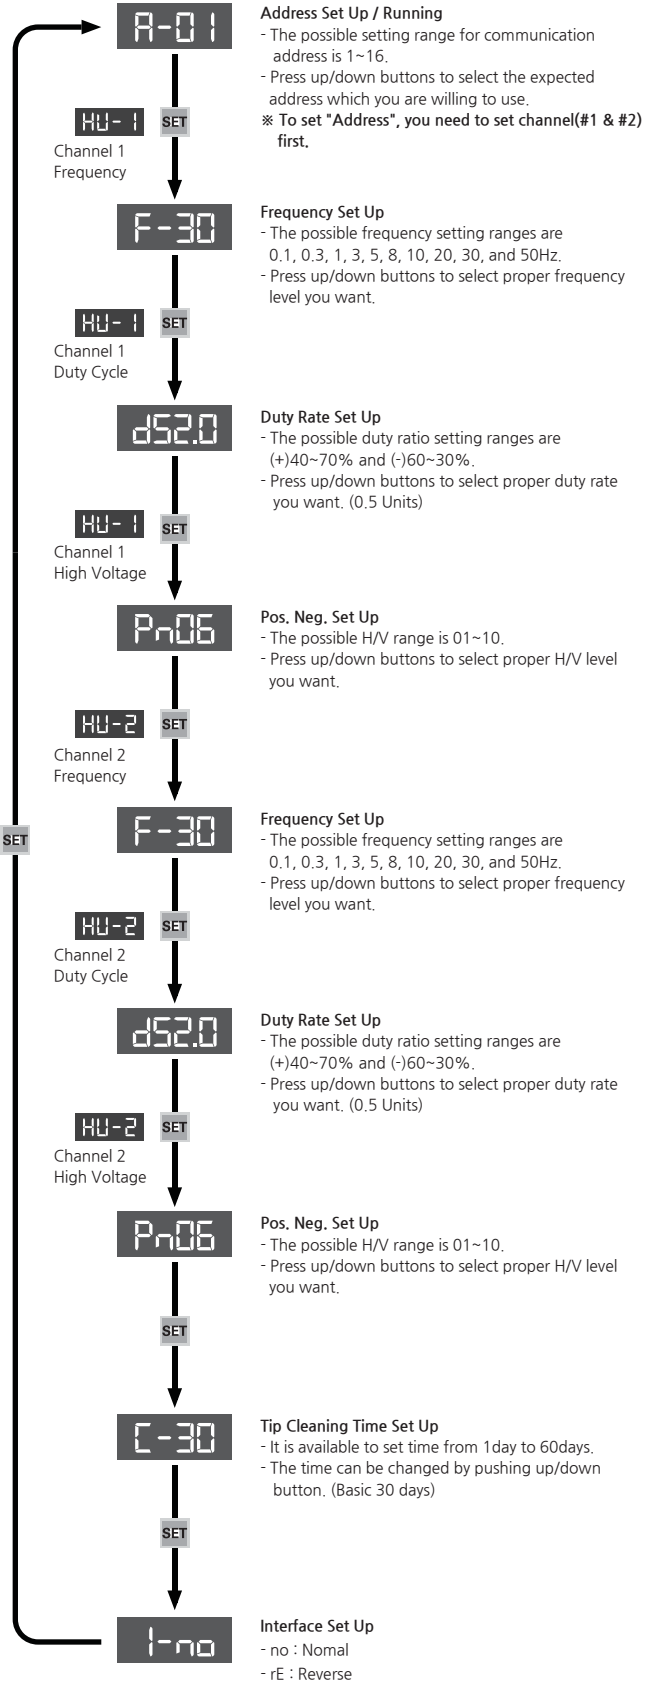 A-01
Address Set Up / Running
- The possible setting range for communication
address is 1~16.
- Press up/down buttons to select the expected
address which you are willing to use.
※ To set "Address", you need to set channel(#1 & #2)
first.
HU-1
SET
Channel 1
Frequency
F-30
Frequency Set Up
- The possible frequency setting ranges are
0.1, 0.3, 1, 3, 5, 8, 10, 20, 30, and 50Hz.
- Press up/down buttons to select proper frequency
level you want.
HU-1
SET
Channel 1
Duty Cycle
d52.0
Duty Rate Set Up
- The possible duty ratio setting ranges are
(+)40~70% and (-)60~30%.
- Press up/down buttons to select proper duty rate
you want. (0.5 Units)
HU-1
SET
Channel 1
High Voltage
Pn06
Pos. Neg. Set Up
- The possible H/V range is 01~10.
- Press up/down buttons to select proper H/V level
you want.
HU-2
SET
Channel 2
Frequency
F-30
Frequency Set Up
- The possible frequency setting ranges are
0.1, 0.3, 1, 3, 5, 8, 10, 20, 30, and 50Hz.
- Press up/down buttons to select proper frequency
level you want.
SET
HU-2
SET
Channel 2
Duty Cycle
d52.0
Duty Rate Set Up
- The possible duty ratio setting ranges are
(+)40~70% and (-)60~30%.
- Press up/down buttons to select proper duty rate
you want. (0.5 Units)
HU-2
SET
Channel 2
High Voltage
Pn06
Pos. Neg. Set Up
- The possible H/V range is 01~10.
- Press up/down buttons to select proper H/V level
you want.
SET
C-30
Tip Cleaning Time Set Up
- It is available to set time from 1day to 60days.
- The time can be changed by pushing up/down
button. (Basic 30 days)
SET
I-no
Interface Set Up
- no : Nomal
- rE : Reverse